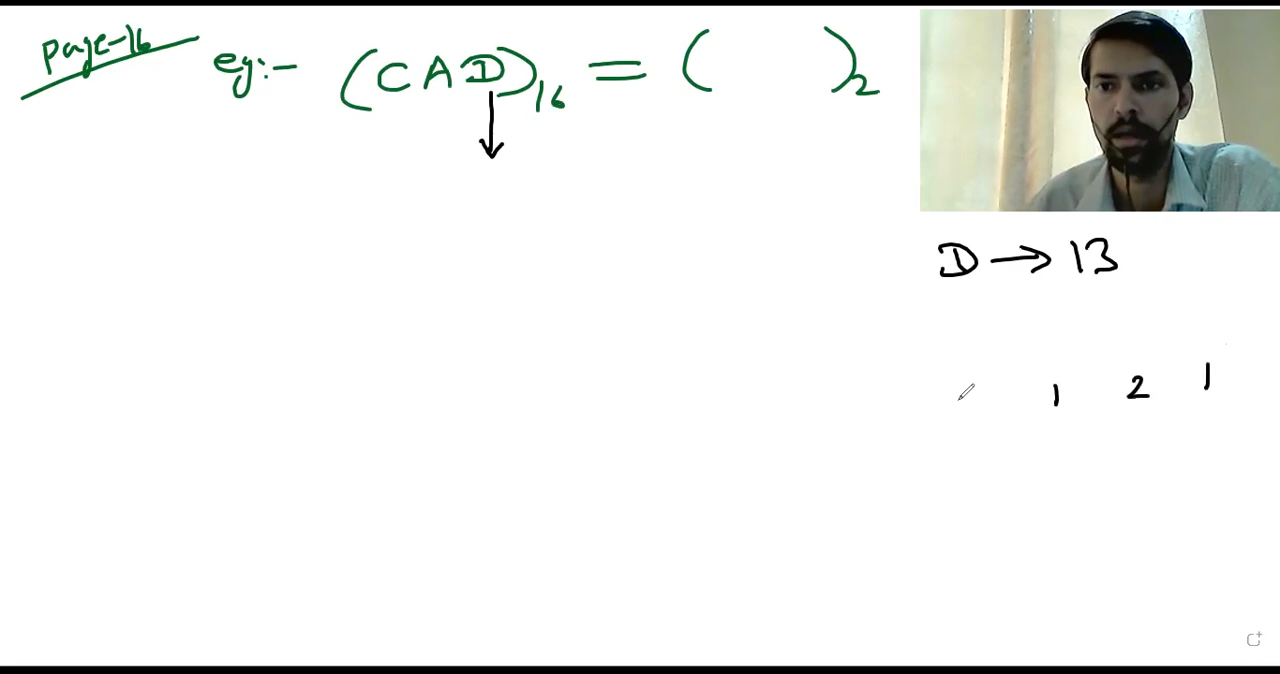 Page-16
eg:- (CAD)₁₆ = ( )₂
D → 13
1 2 1